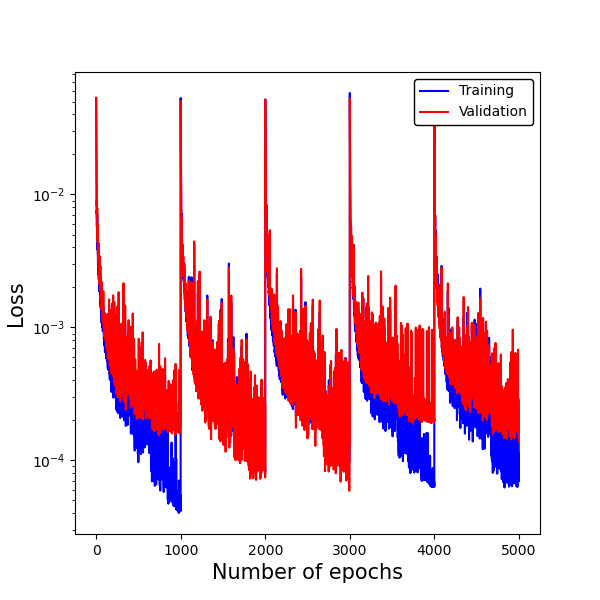 Training
Validation
10⁻²
10⁻³
10⁻⁴
Loss
0 1000 2000 3000 4000 5000
Number of epochs